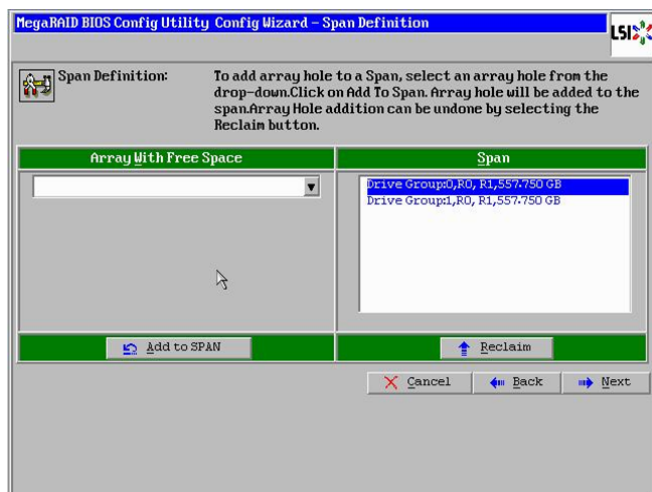 MegaRAID BIOS Config Utility Config Wizard - Span Definition
LSI
Span Definition:
To add array hole to a Span, select an array hole from the
drop-down.Click on Add To Span. Array hole will be added to the
span.Array Hole addition can be undone by selecting the
Reclaim button.
Array With Free Space
Span
Drive Group:0,R0, R1,557.750 GB
Drive Group:1,R0, R1,557.750 GB
Add to SPAN
Reclaim
Cancel
Back
Next